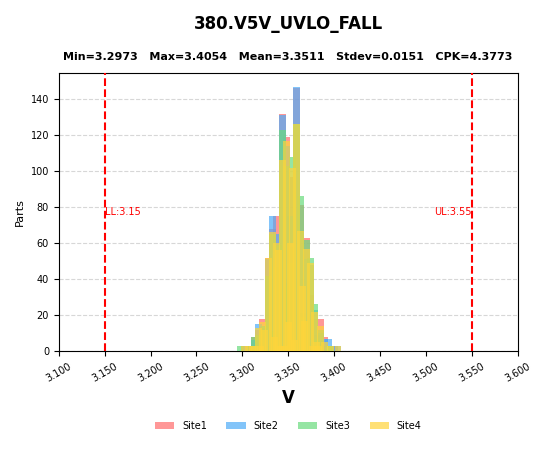 380.V5V_UVLO_FALL
Min=3.2973 Max=3.4054 Mean=3.3511 Stdev=0.0151 CPK=4.3773
140
120
100
80
60
40
20
0
Parts
LL:3.15
UL:3.55
3.100 3.150 3.200 3.250 3.300 3.350 3.400 3.450 3.500 3.550 3.600
V
Site1 Site2 Site3 Site4